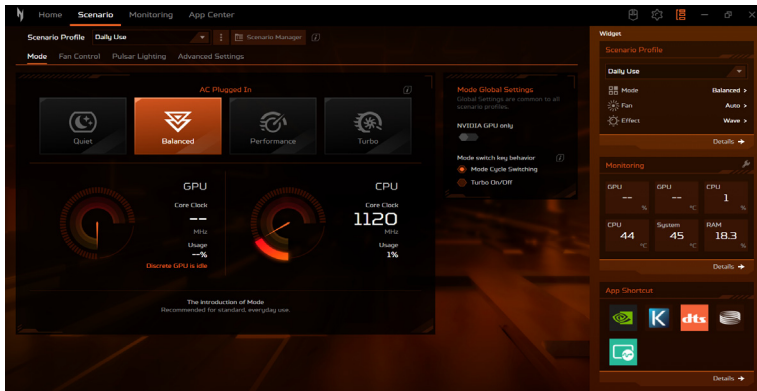 Home Scenario Monitoring App Center
Scenario Profile Daily Use Scenario Manager
Mode Fan Control Pulsar Lighting Advanced Settings
AC Plugged In
Quiet Balanced Performance Turbo
GPU
Core Clock
--
MHz
Usage
--%
Discrete GPU is idle
CPU
Core Clock
1120
MHz
Usage
1%
The Introduction of Mode
Recommended for standard, everyday use.
Mode Global Settings
Global Settings are common to all
scenario profiles.
NVIDIA GPU only
Mode switch key behavior
Mode Cycle Switching
Turbo On/Off
Widget
Scenario Profile
Daily Use
Mode Balanced >
Fan Auto >
Effect Wave >
Details
Monitoring
GPU GPU CPU
-- -- 1
% °C %
CPU System RAM
44 45 18.3
°C °C %
Details
App Shortcut
K dts
Details